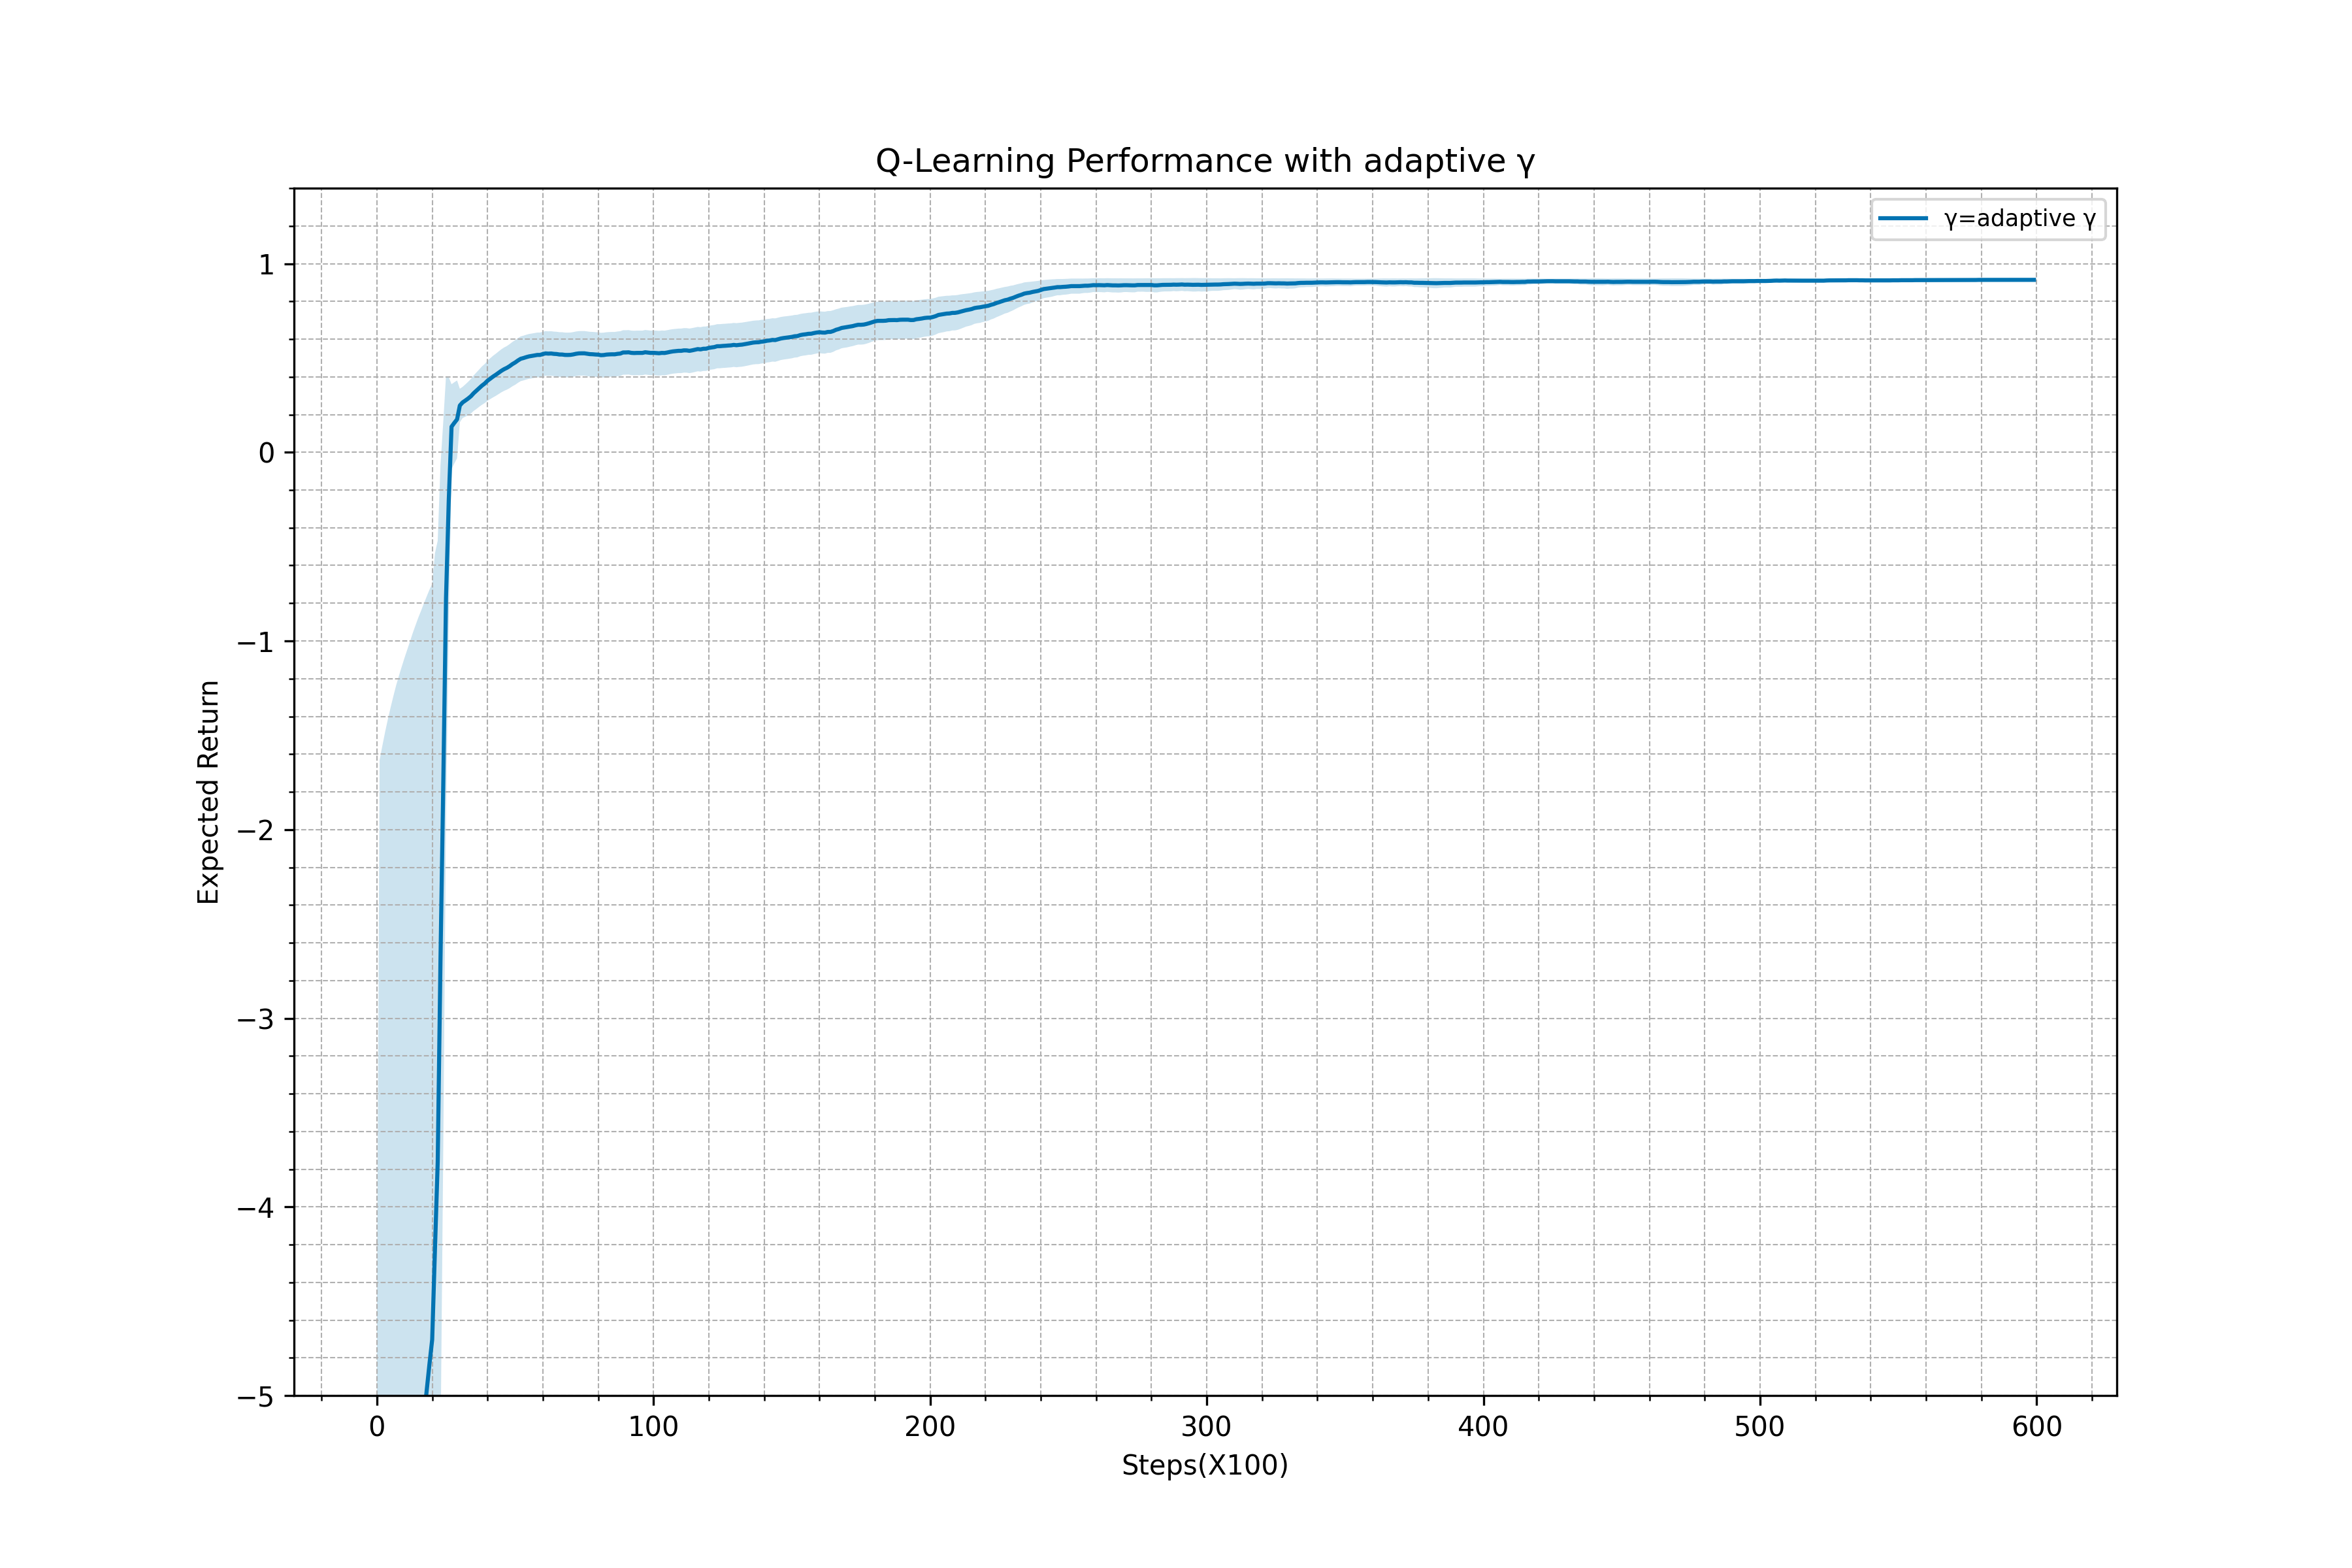 Q-Learning Performance with adaptive γ
γ=adaptive γ
1
0
−1
−2
−3
−4
−5
Expected Return
0 100 200 300 400 500 600
Steps(X100)